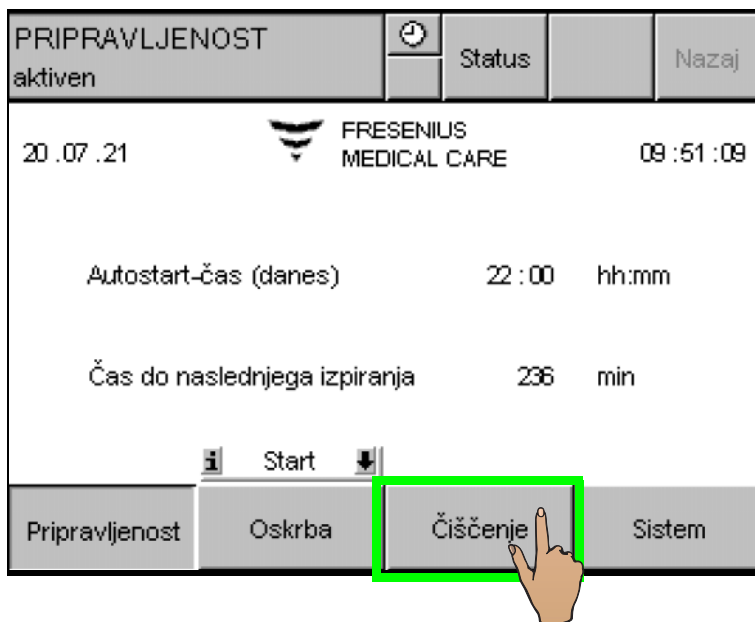 PRIPRAVLJENOST
aktiven
Status
Nazaj
20 .07 .21
FRESENIUS
MEDICAL CARE
09 :51 :09
Autostart-čas (danes) 22 : 00 hh:mm
Čas do naslednjega izpiranja 236 min
i Start
Pripravljenost Oskrba Čiščenje Sistem